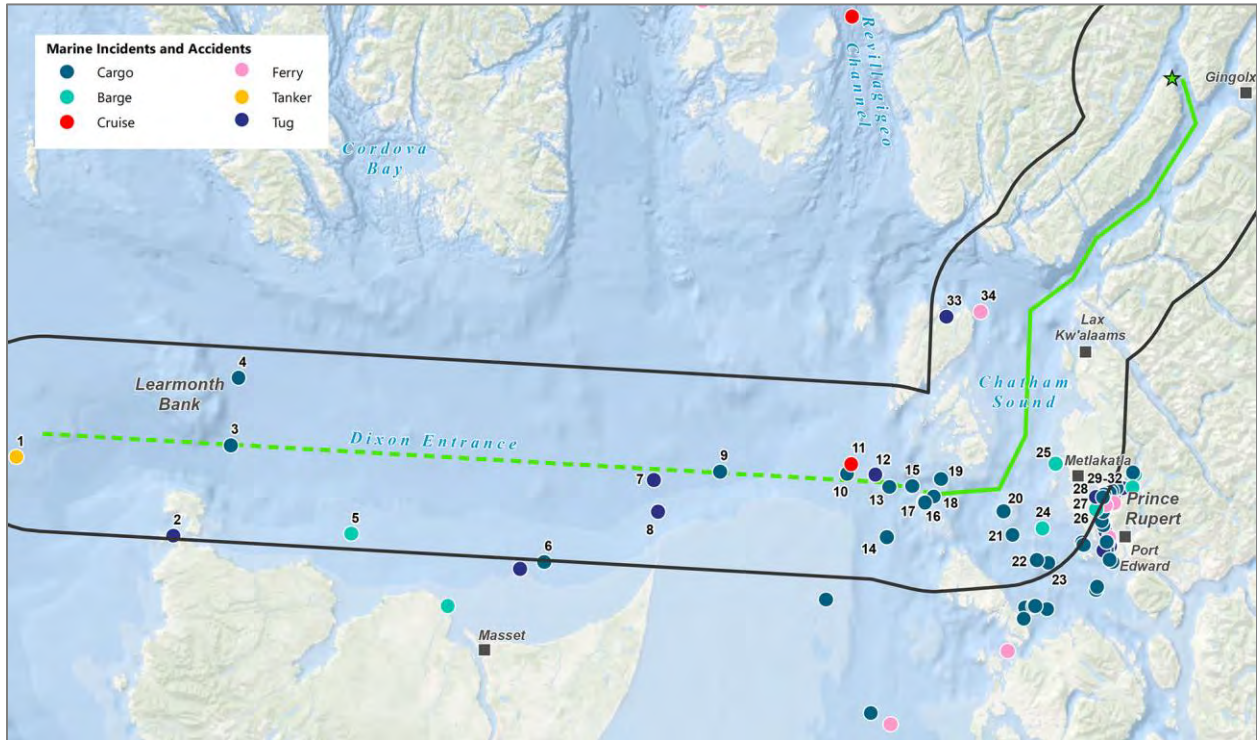 Marine Incidents and Accidents
Cargo
Barge
Cruise
Ferry
Tanker
Tug
Revillagigeo
Channel
Gingolx
Cordova
Bay
33
34
Lax
Kw'alaams
4
Learmonth
Bank
Chatham
Sound
3
Dixon Entrance
1
9
11
12
7
10
13
15
19
25
Metlakatla
29-32
28
27
26
Prince
Rupert
17
16
18
20
24
2
5
8
14
21
Port
Edward
6
22
23
Masset